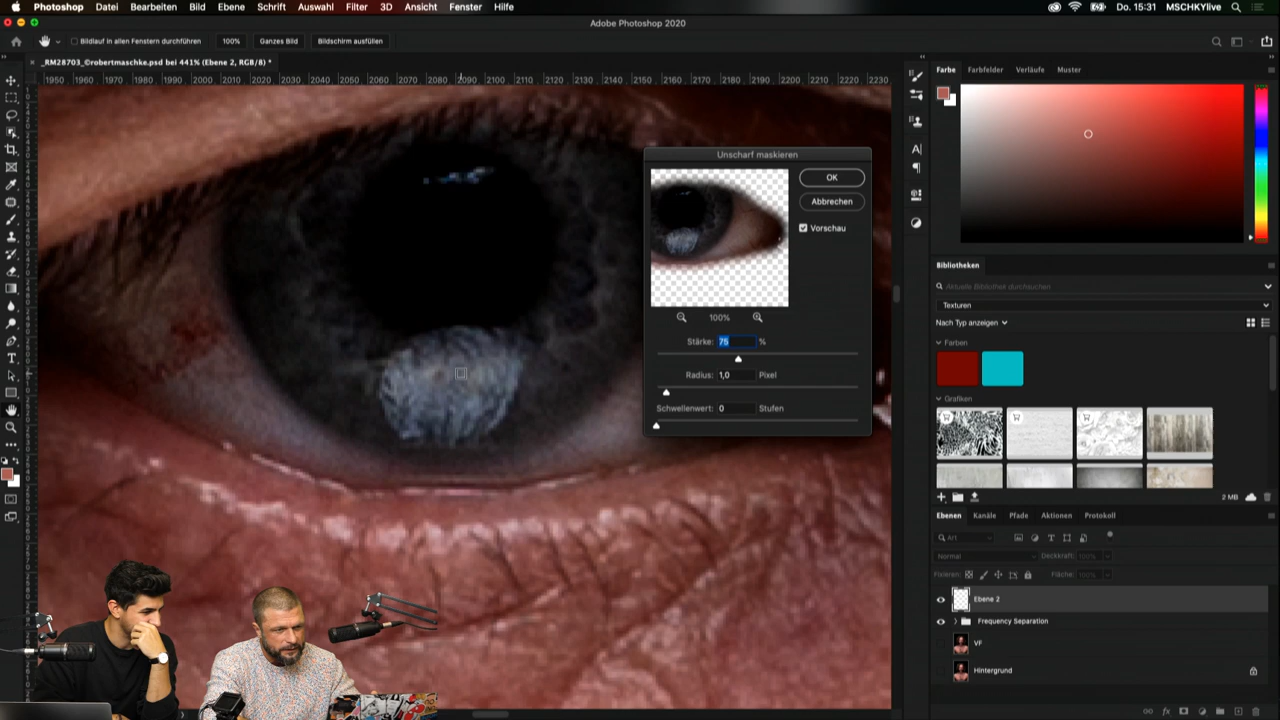 Photoshop Datei Bearbeiten Bild Ebene Schrift Auswahl Filter 3D Ansicht Fenster Hilfe Do. 15:31 MSCHKYlive
Adobe Photoshop 2020
Bildlauf in allen Fenstern durchführen 100% Ganzes Bild Bildschirm ausfüllen
_RM28703_©robertmaschke.psd bei 441% (Ebene 2, RGB/8) *
1950 1960 1970 1980 1990 2000 2010 2020 2030 2040 2050 2060 2070 2080 2090 2100 2110 2120 2130 2140 2150 2160 2170 2180 2190 2200 2210 2220 2230
Farbe Farbfelder Verläufe Muster
Unscharf maskieren
OK
Abbrechen
Vorschau
100%
Stärke: 75 %
Radius: 1,0 Pixel
Schwellenwert: 0 Stufen
Bibliotheken
Aktuelle Bibliothek durchsuchen
Texturen
Nach Typ anzeigen
Farben
Grafiken
2 MB
Ebenen Kanäle Pfade Aktionen Protokoll
Art
Normal Deckkraft: 100%
Fixieren: Fläche: 100%
Ebene 2
Frequency Separation
VF
Hintergrund